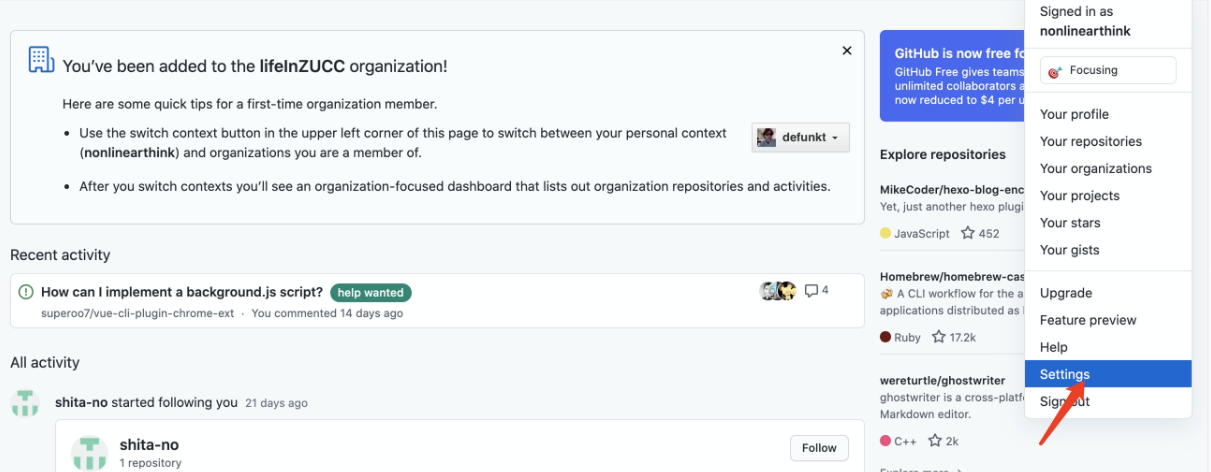 You've been added to the lifeInZUCC organization!
Here are some quick tips for a first-time organization member.
Use the switch context button in the upper left corner of this page to switch between your personal context
(nonlinearthink) and organizations you are a member of.
defunkt
After you switch contexts you'll see an organization-focused dashboard that lists out organization repositories and activities.
Recent activity
How can I implement a background.js script? help wanted
4
superoo7/vue-cli-plugin-chrome-ext · You commented 14 days ago
All activity
shita-no started following you 21 days ago
shita-no
1 repository
Follow
GitHub is now free fo
GitHub Free gives teams
unlimited collaborators a
now reduced to $4 per u
Explore repositories
MikeCoder/hexo-blog-enc
Yet, just another hexo plugi
JavaScript 452
Homebrew/homebrew-cas
A CLI workflow for the a
applications distributed as
Ruby 17.2k
wereturtle/ghostwriter
ghostwriter is a cross-platf
Markdown editor.
C++ 2k
Explore more →
Signed in as
nonlinearthink
Focusing
Your profile
Your repositories
Your organizations
Your projects
Your stars
Your gists
Upgrade
Feature preview
Help
Settings
Sign out